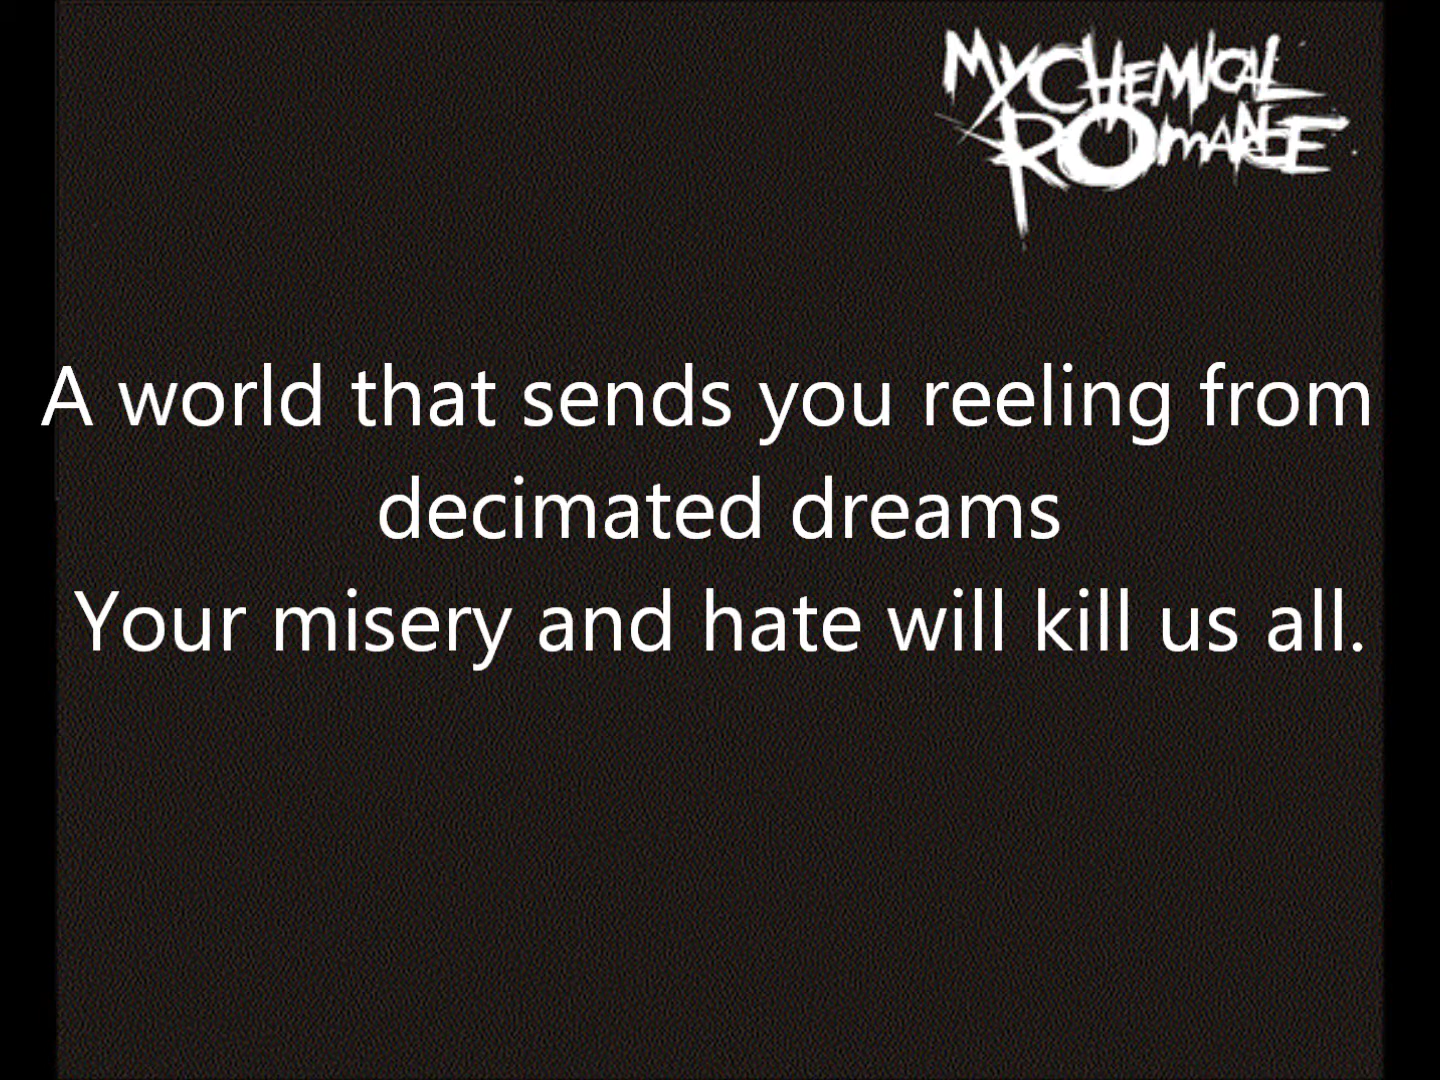 MY CHEMICAL
ROMANCE
A world that sends you reeling from
decimated dreams
Your misery and hate will kill us all.